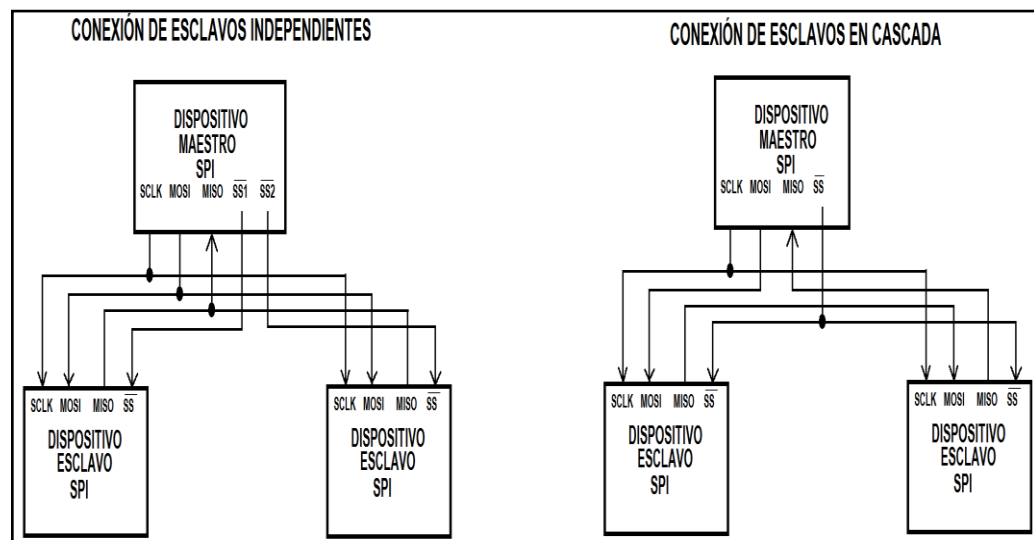 CONEXIÓN DE ESCLAVOS INDEPENDIENTES
DISPOSITIVO
MAESTRO
SPI
SCLK MOSI MISO SS1 SS2
SCLK MOSI MISO SS
DISPOSITIVO
ESCLAVO
SPI
SCLK MOSI MISO SS
DISPOSITIVO
ESCLAVO
SPI
CONEXIÓN DE ESCLAVOS EN CASCADA
DISPOSITIVO
MAESTRO
SPI
SCLK MOSI MISO SS
SCLK MOSI MISO SS
DISPOSITIVO
ESCLAVO
SPI
SCLK MOSI MISO SS
DISPOSITIVO
ESCLAVO
SPI